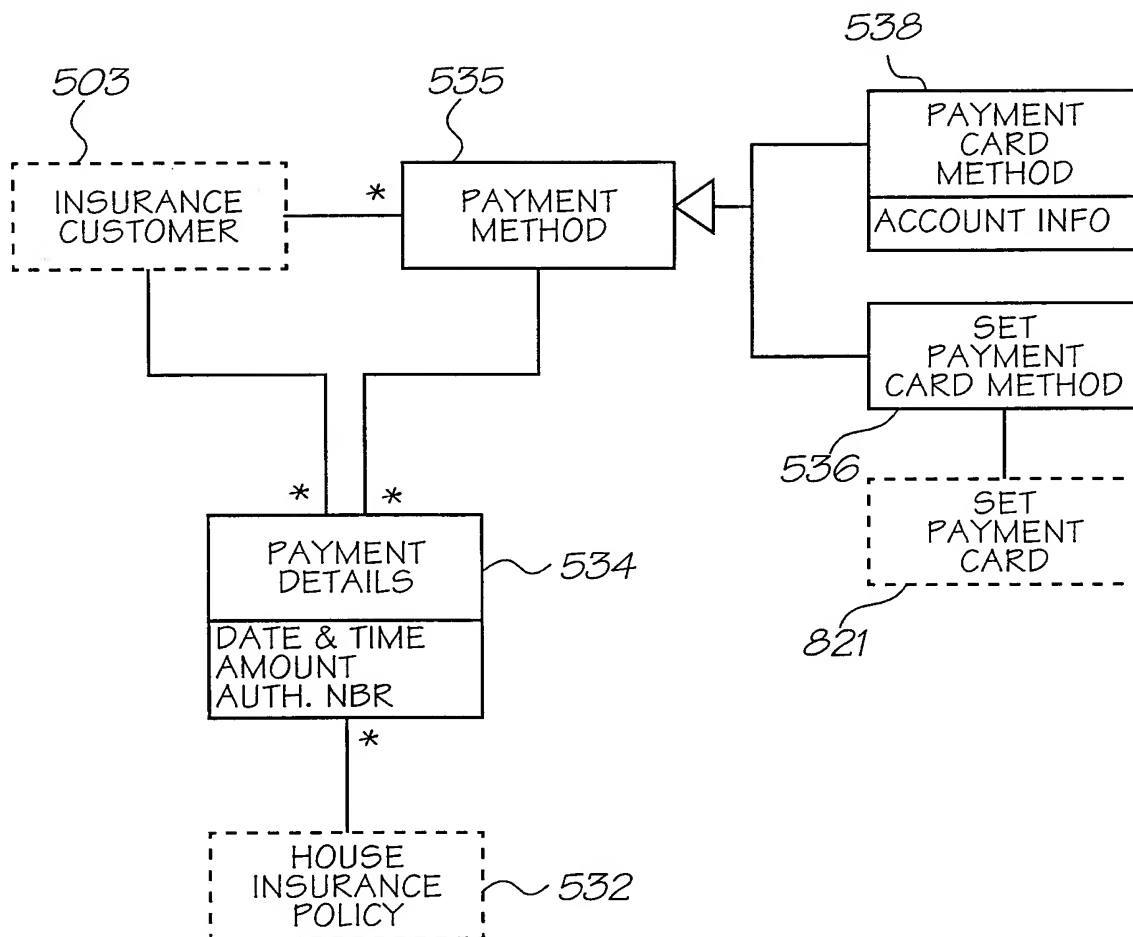 538
503
535
PAYMENT
CARD
METHOD
ACCOUNT INFO
INSURANCE
CUSTOMER
*
PAYMENT
METHOD
SET
PAYMENT
CARD METHOD
536
SET
PAYMENT
CARD
821
*
*
PAYMENT
DETAILS
534
DATE & TIME
AMOUNT
AUTH. NBR
*
HOUSE
INSURANCE
POLICY
532